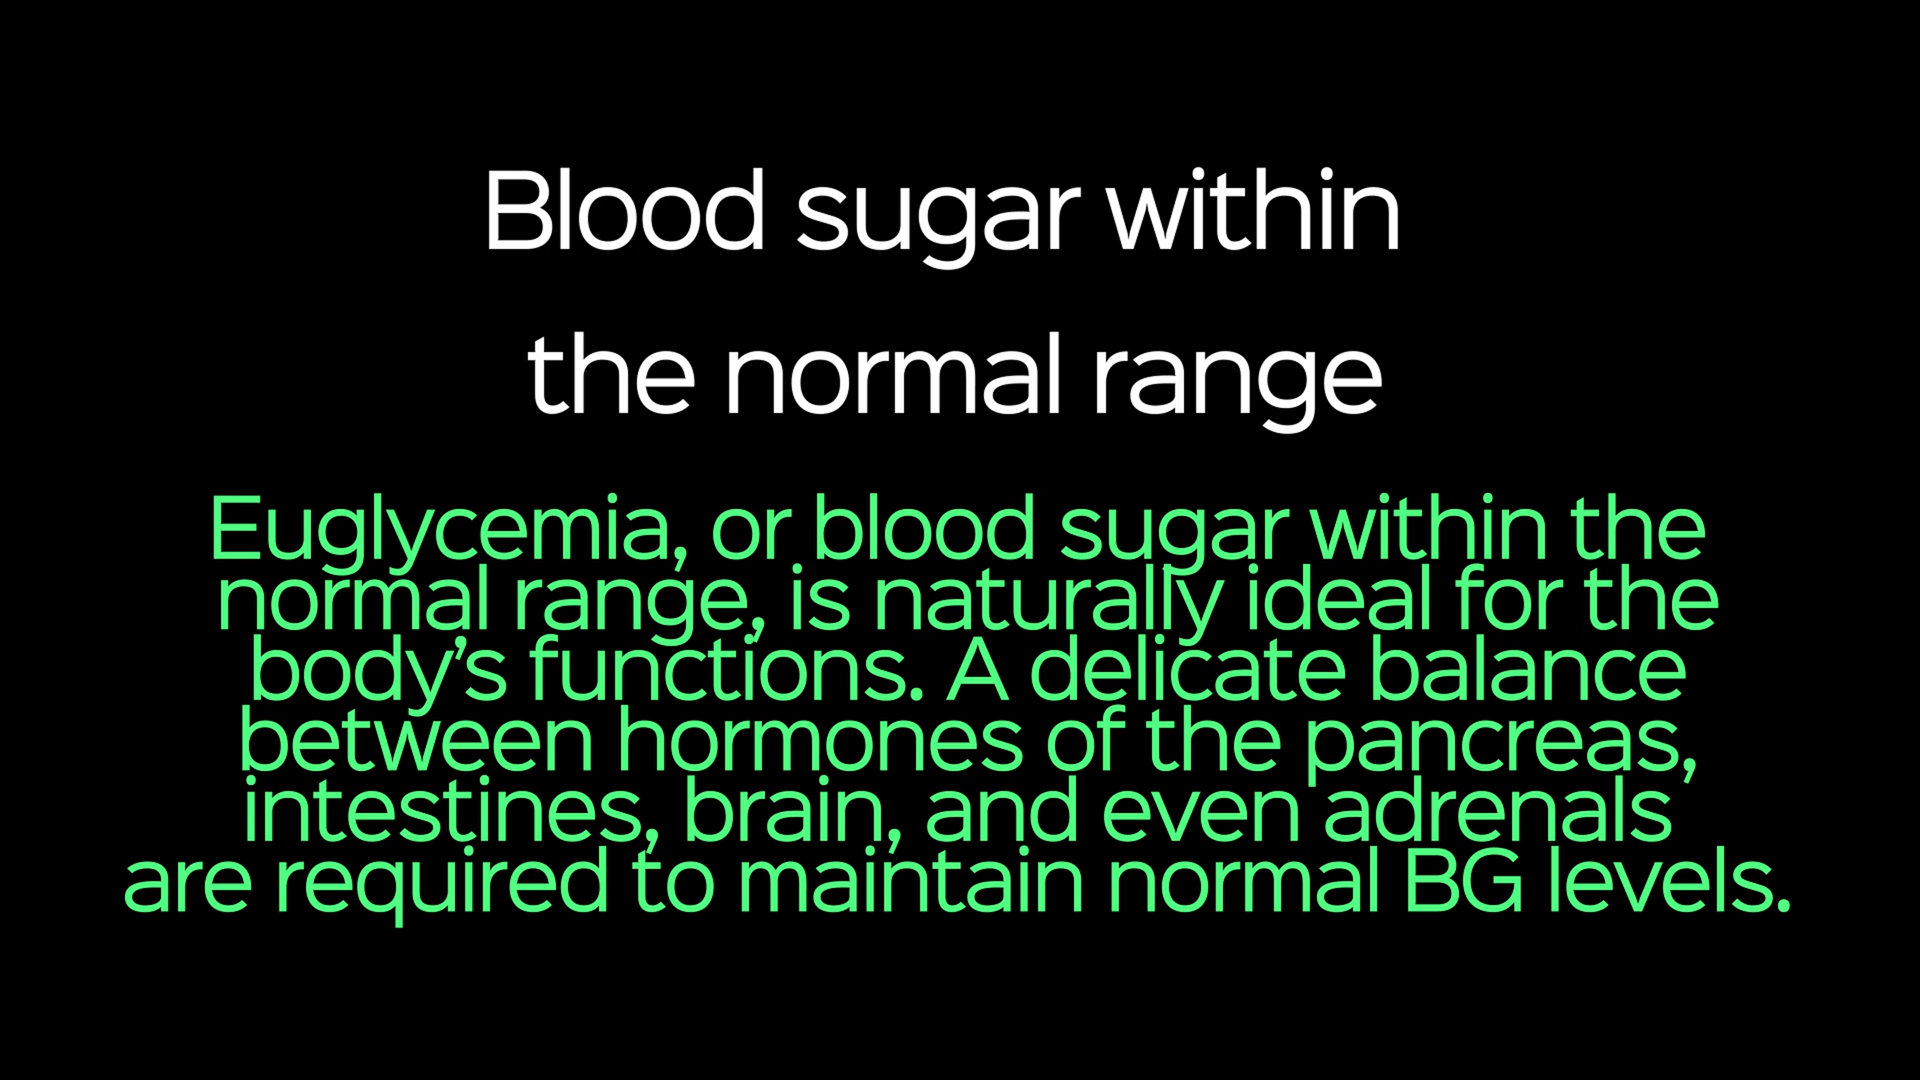 Blood sugar within
the normal range
Euglycemia, or blood sugar within the
normal range, is naturally ideal for the
body’s functions. A delicate balance
between hormones of the pancreas,
intestines, brain, and even adrenals
are required to maintain normal BG levels.